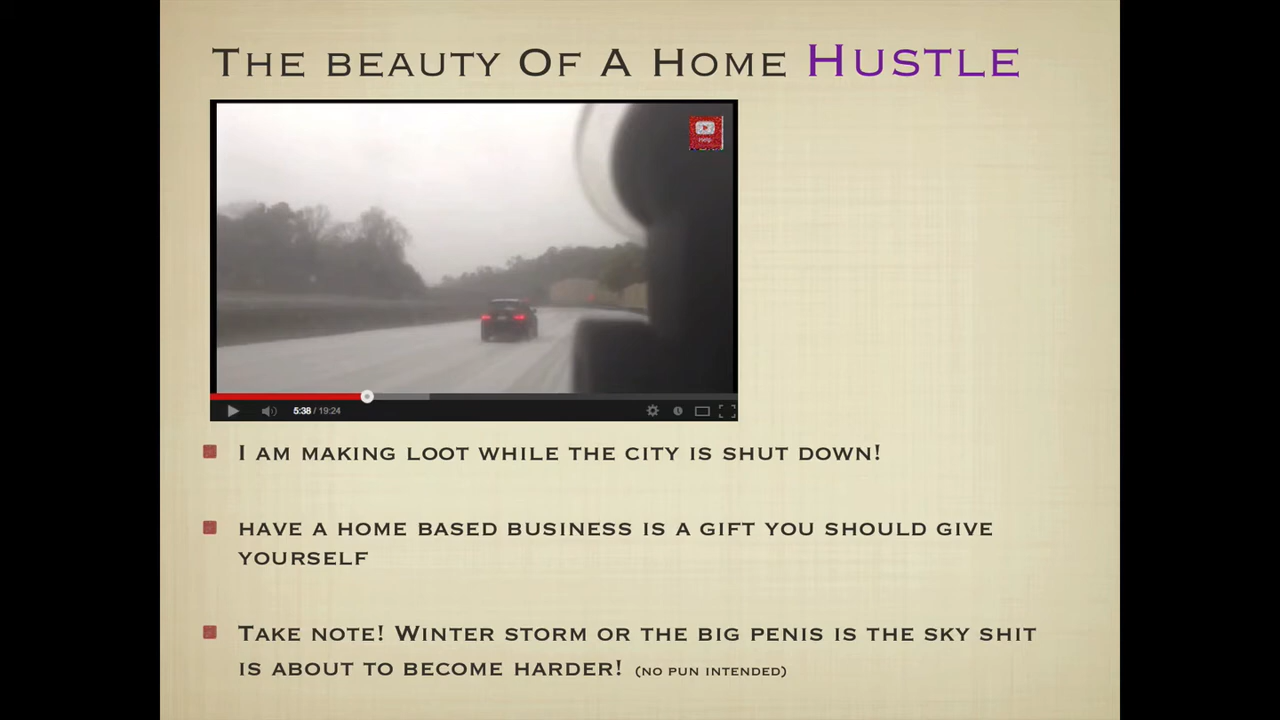 The beauty Of A Home Hustle
Help
5:38 / 19:24
I am making loot while the city is shut down!
have a home based business is a gift you should give
yourself
Take note! Winter storm or the big penis is the sky shit
is about to become harder! (no pun intended)